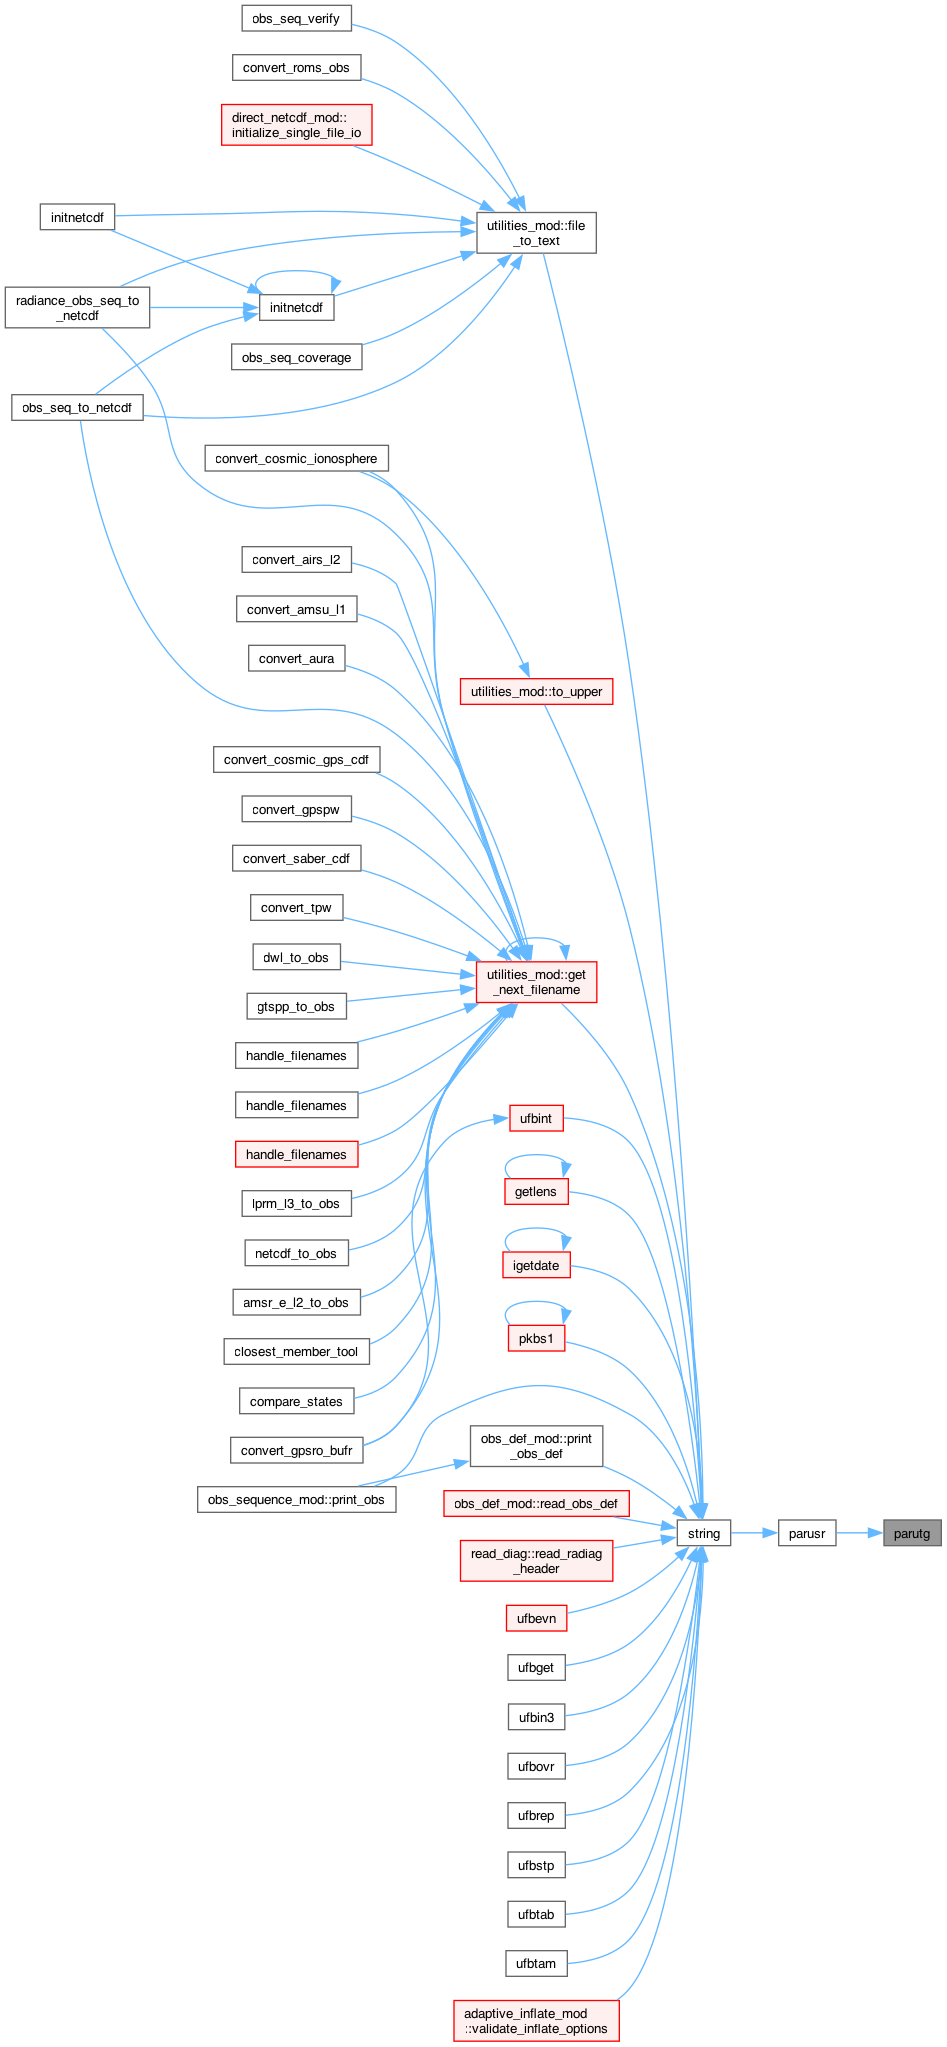 obs_seq_verify
convert_roms_obs
direct_netcdf_mod::
initialize_single_file_io
initnetcdf
utilities_mod::file
_to_text
radiance_obs_seq_to
_netcdf
initnetcdf
obs_seq_coverage
obs_seq_to_netcdf
convert_cosmic_ionosphere
convert_airs_l2
convert_amsu_l1
convert_aura
utilities_mod::to_upper
convert_cosmic_gps_cdf
convert_gpspw
convert_saber_cdf
convert_tpw
dwl_to_obs
utilities_mod::get
_next_filename
gtspp_to_obs
handle_filenames
handle_filenames
ufbint
handle_filenames
getlens
lprm_l3_to_obs
netcdf_to_obs
igetdate
amsr_e_l2_to_obs
pkbs1
closest_member_tool
compare_states
convert_gpsro_bufr
obs_def_mod::print
_obs_def
obs_sequence_mod::print_obs
obs_def_mod::read_obs_def
string
parusr
parutg
read_diag::read_radiag
_header
ufbevn
ufbget
ufbin3
ufbovr
ufbrep
ufbstp
ufbtab
ufbtam
adaptive_inflate_mod
::validate_inflate_options